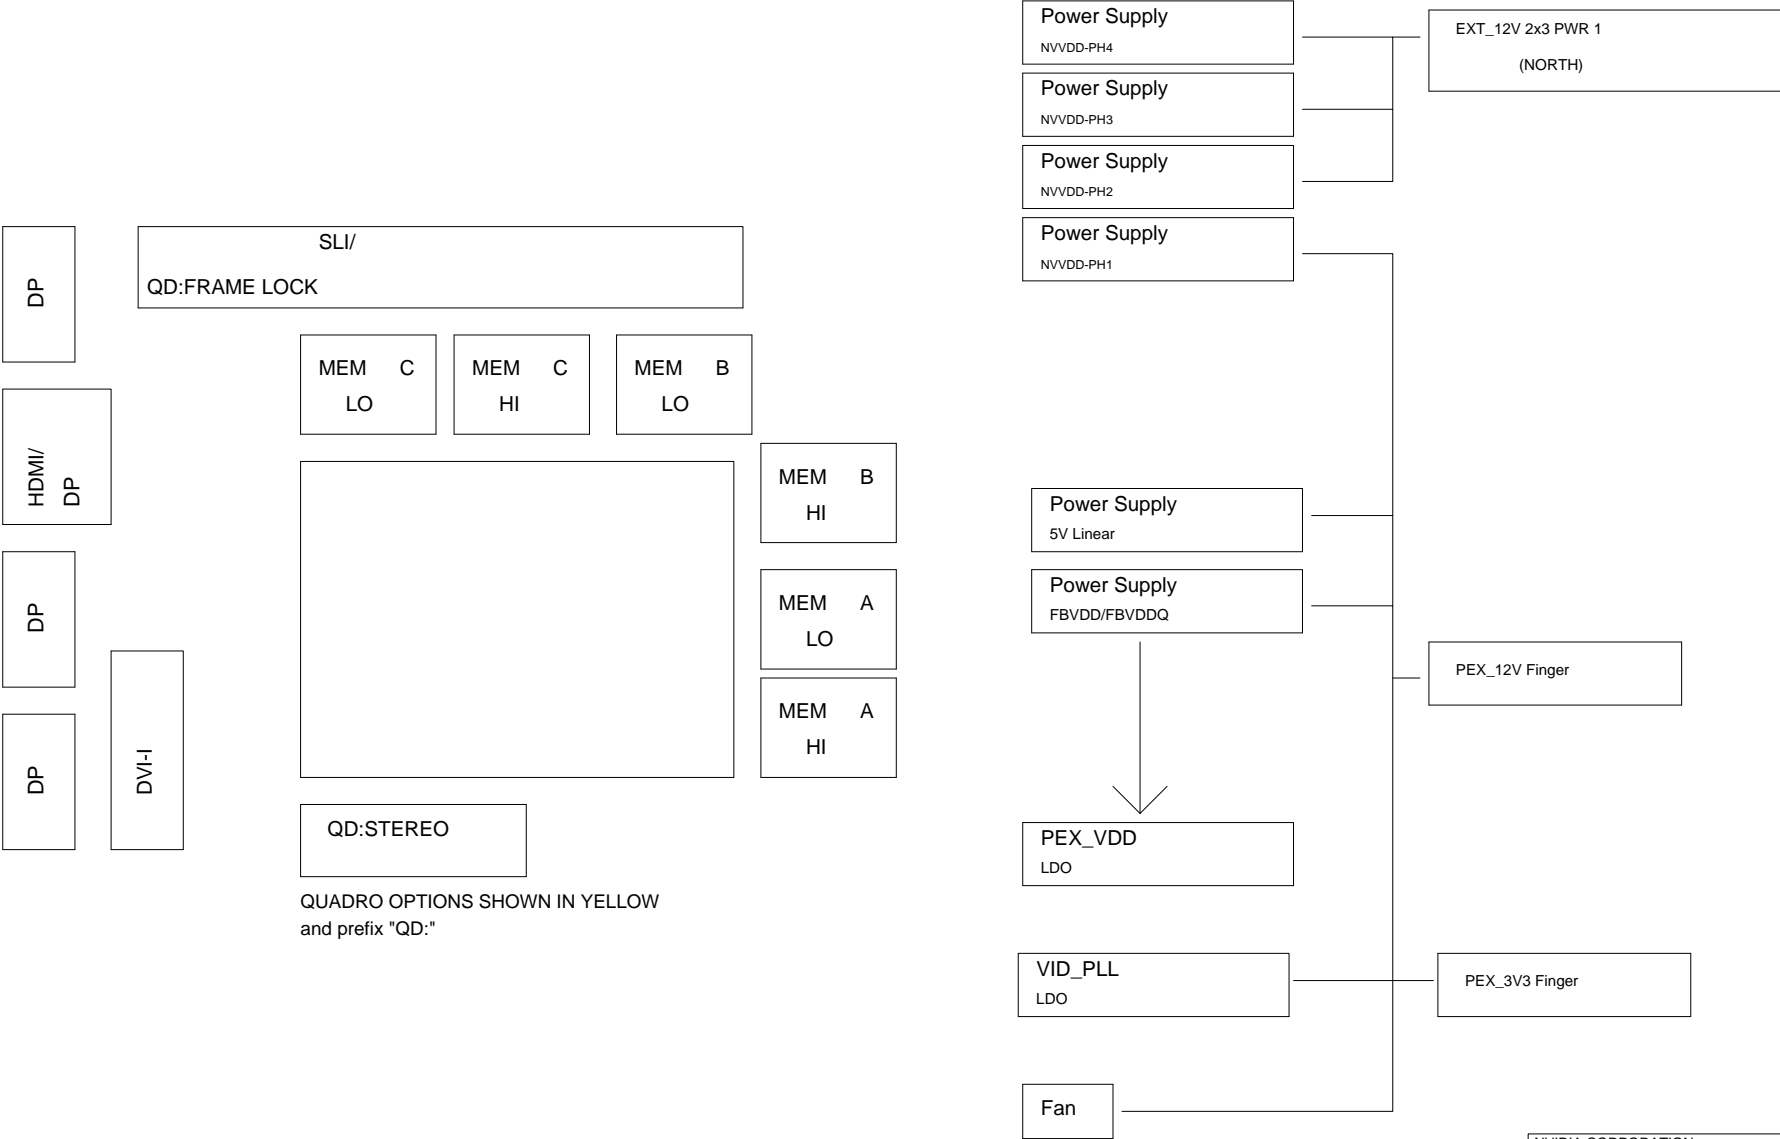 Power Supply
NVVDD-PH4
EXT_12V 2x3 PWR 1
(NORTH)
Power Supply
NVVDD-PH3
Power Supply
NVVDD-PH2
Power Supply
NVVDD-PH1
DP
SLI/
QD:FRAME LOCK
MEM C
LO
MEM C
HI
MEM B
LO
HDMI/
DP
MEM B
HI
MEM A
LO
MEM A
HI
DP
DP
DVI-I
QD:STEREO
QUADRO OPTIONS SHOWN IN YELLOW
and prefix "QD:"
Power Supply
5V Linear
Power Supply
FBVDD/FBVDDQ
PEX_12V Finger
PEX_VDD
LDO
VID_PLL
LDO
PEX_3V3 Finger
Fan
NVIDIA CORPORATION